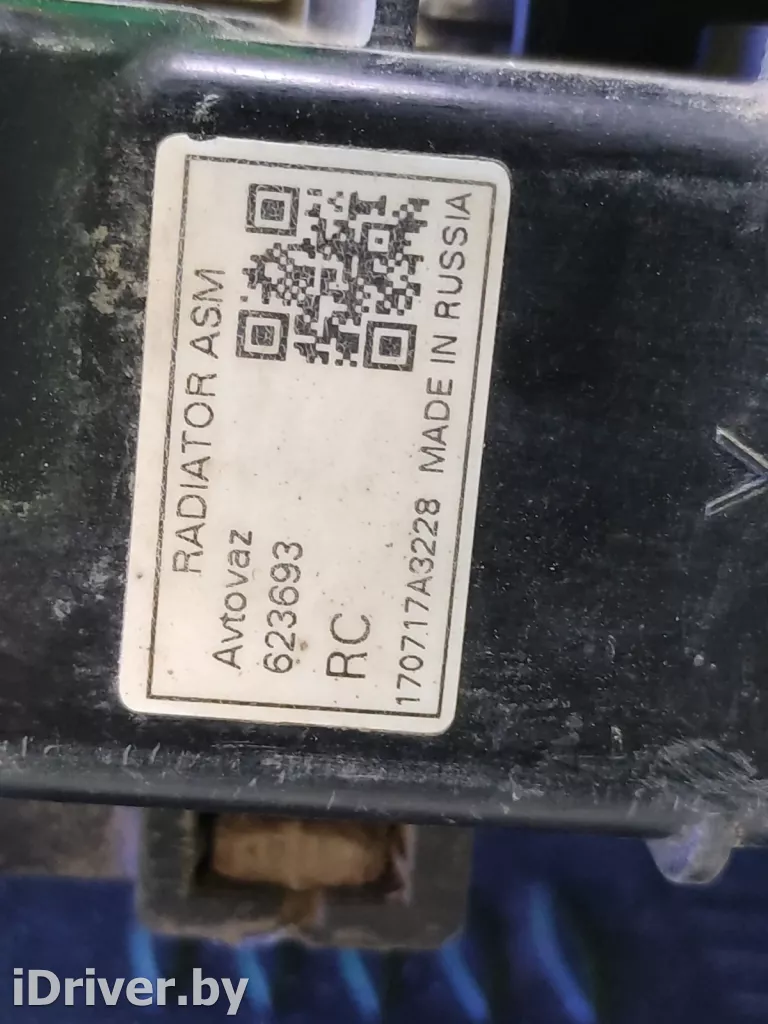 RADIATOR ASM
Avtovaz
623693
RC
170717A3228 MADE IN RUSSIA
iDriver.by